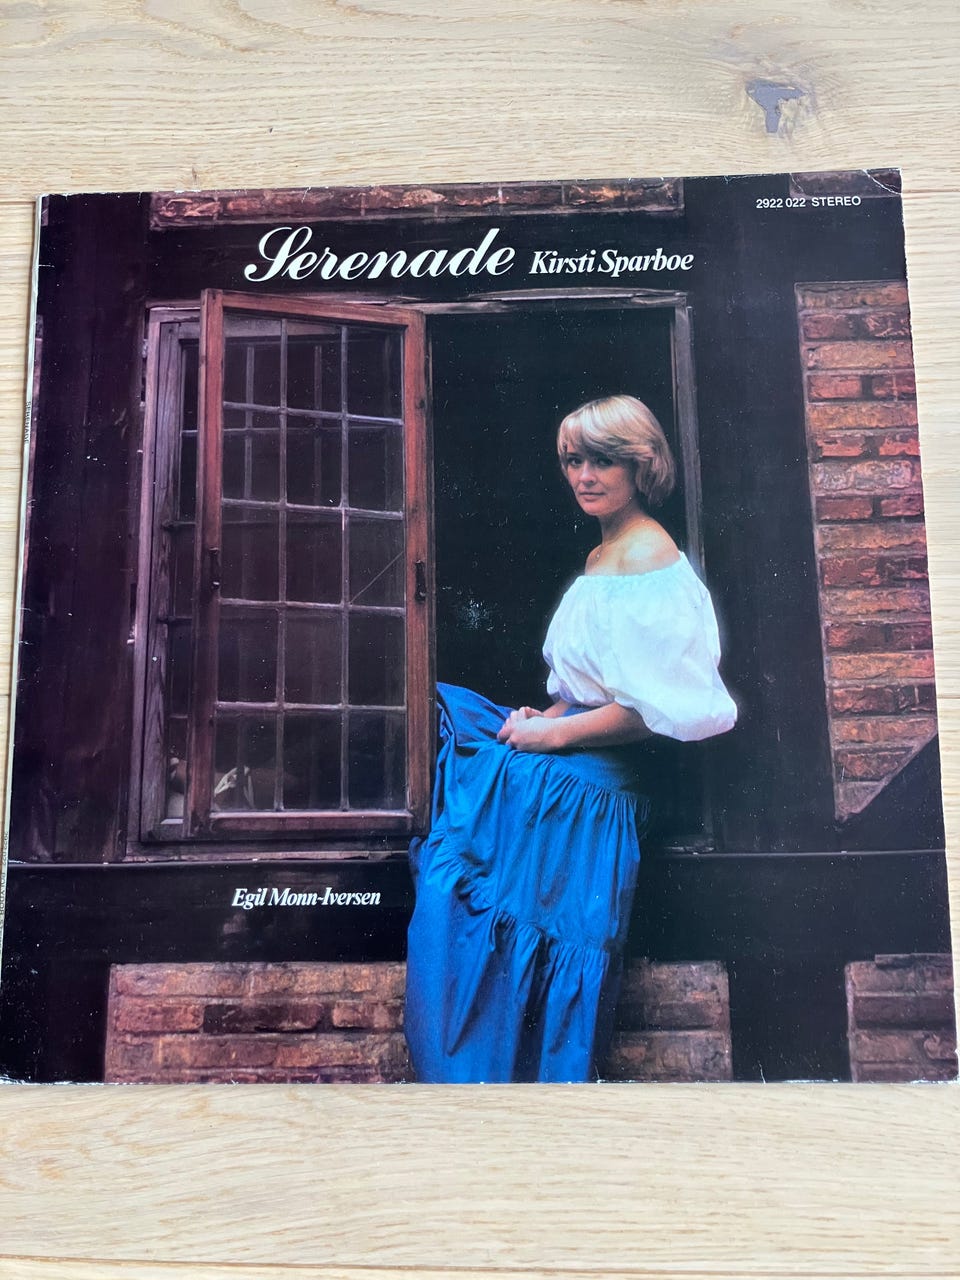 2922 022 STEREO
Serenade Kirsti Sparboe
Egil Monn-Iversen